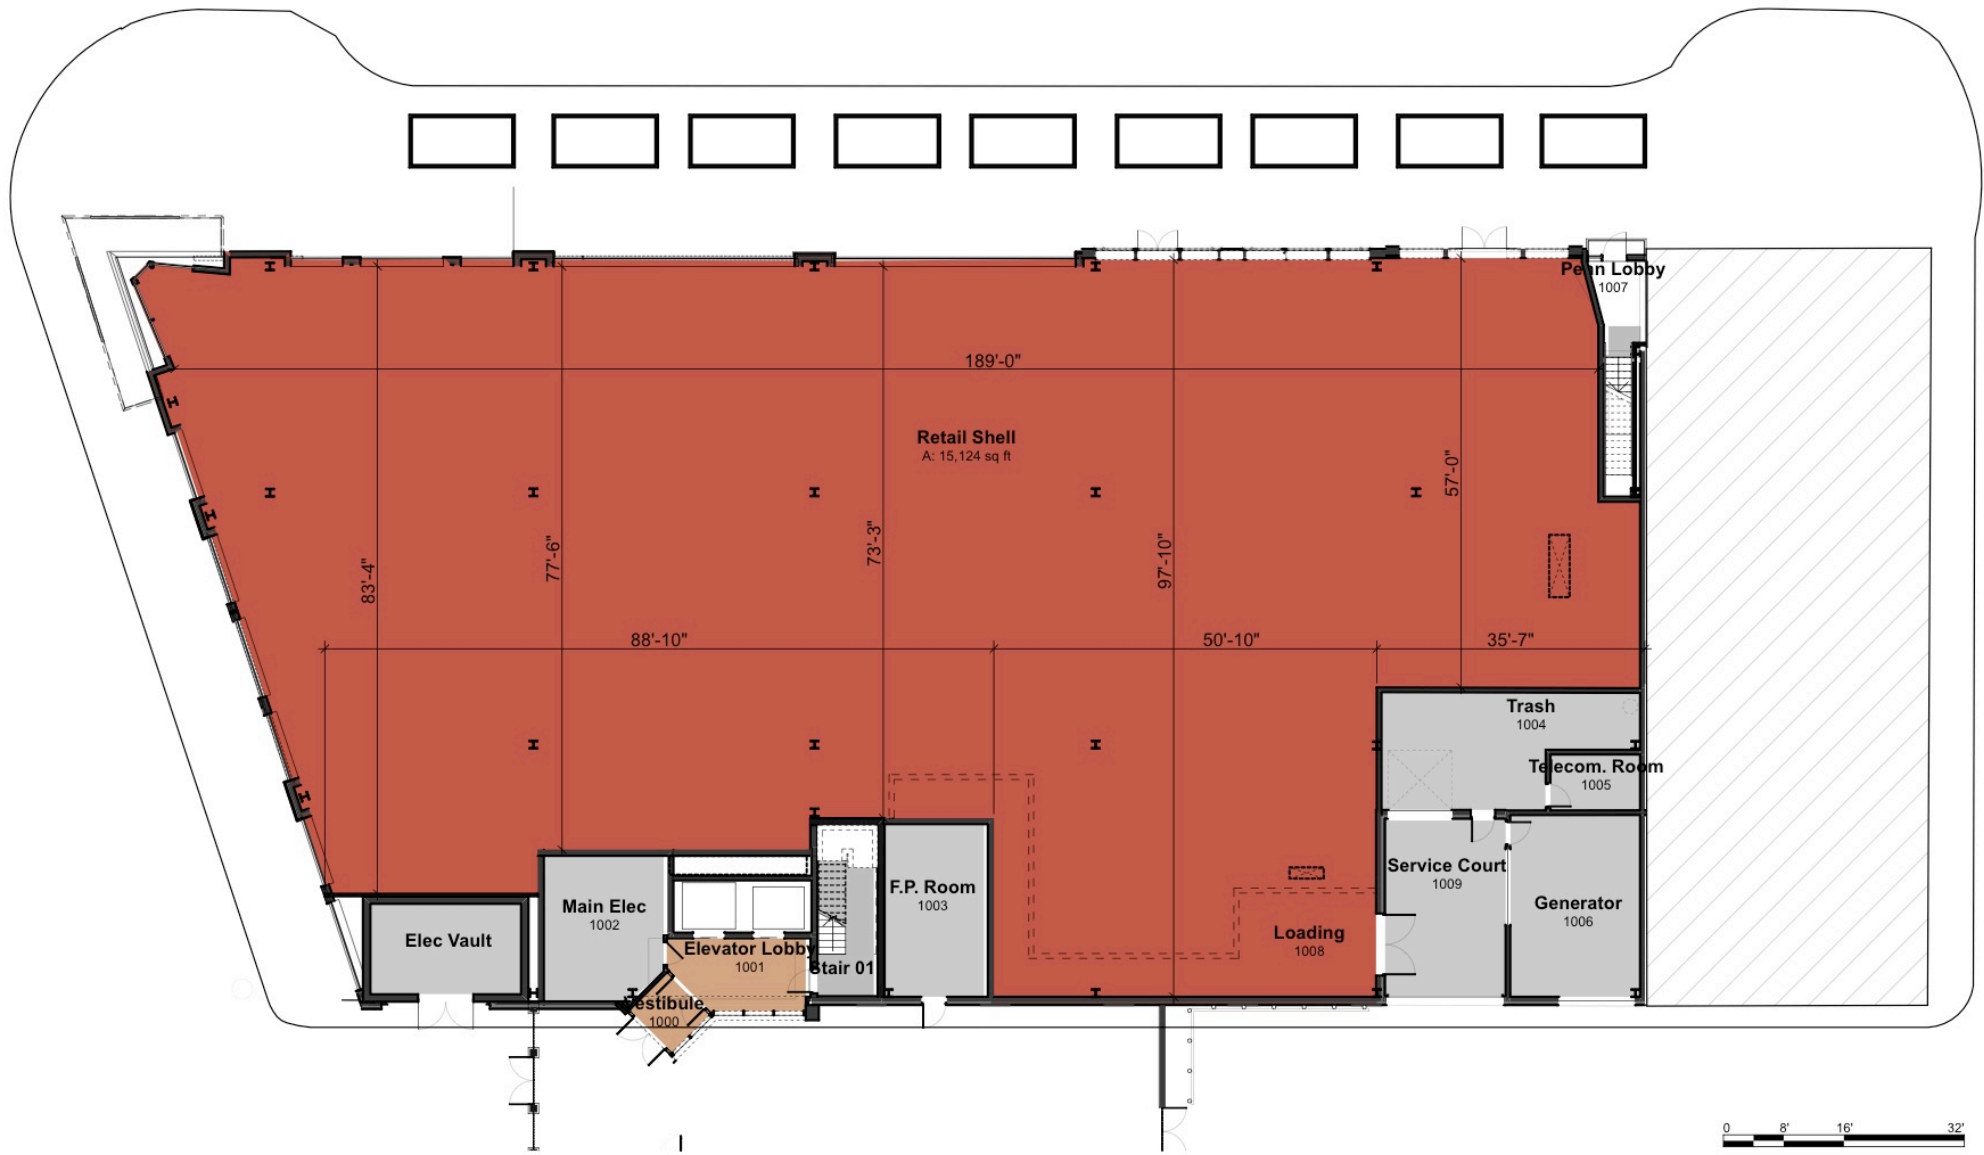 Penn Lobby
1007
189'-0"
Retail Shell
A: 15,124 sq ft
57'-0"
73'-3"
77'-6"
97'-10"
83'-4"
88'-10"
50'-10"
35'-7"
Trash
1004
Telecom. Room
1005
Service Court
1009
F.P. Room
1003
Main Elec
1002
Generator
1006
Elec Vault
Loading
1008
Elevator Lobby
1001
Stair 01
Vestibule
1000
0 8' 16' 32'